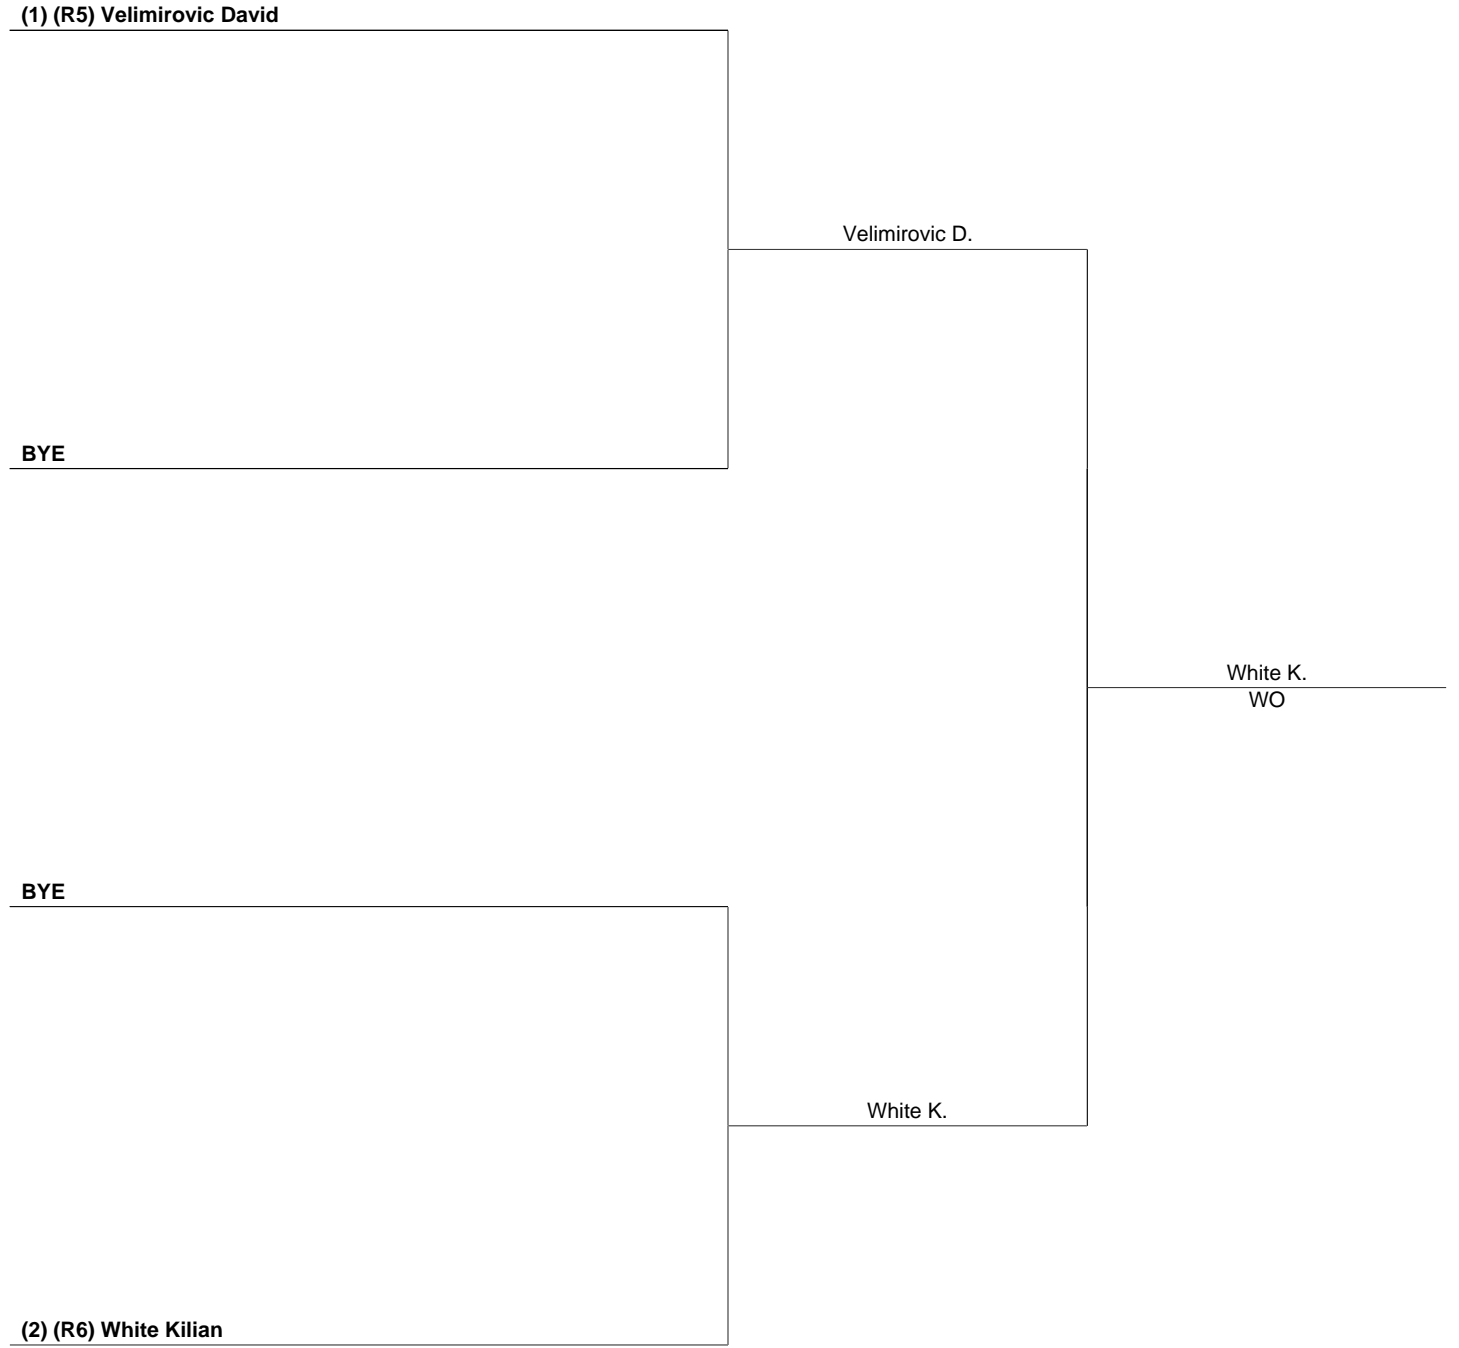 (1) (R5) Velimirovic David
Velimirovic D.
BYE
White K.
WO
BYE
White K.
(2) (R6) White Kilian